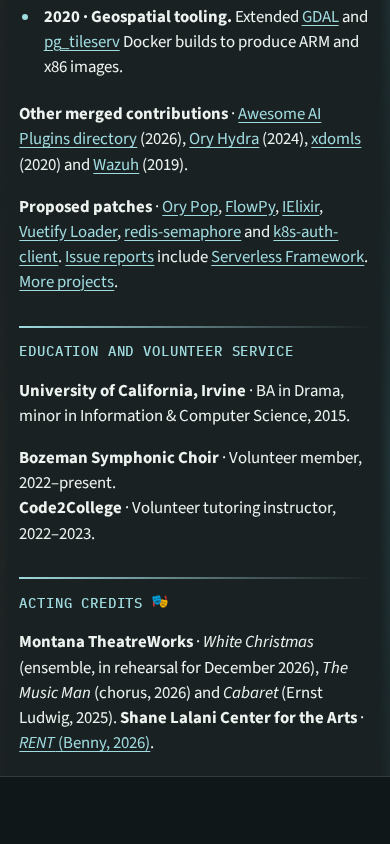 2020 · Geospatial tooling. Extended GDAL and
pg_tileserv Docker builds to produce ARM and
x86 images.
Other merged contributions · Awesome AI
Plugins directory (2026), Ory Hydra (2024), xdomls
(2020) and Wazuh (2019).
Proposed patches · Ory Pop, FlowPy, IElixir,
Vuetify Loader, redis-semaphore and k8s-auth-
client. Issue reports include Serverless Framework.
More projects.
EDUCATION AND VOLUNTEER SERVICE
University of California, Irvine · BA in Drama,
minor in Information & Computer Science, 2015.
Bozeman Symphonic Choir · Volunteer member,
2022–present.
Code2College · Volunteer tutoring instructor,
2022–2023.
ACTING CREDITS 🎭
Montana TheatreWorks · White Christmas
(ensemble, in rehearsal for December 2026), The
Music Man (chorus, 2026) and Cabaret (Ernst
Ludwig, 2025). Shane Lalani Center for the Arts ·
RENT (Benny, 2026).